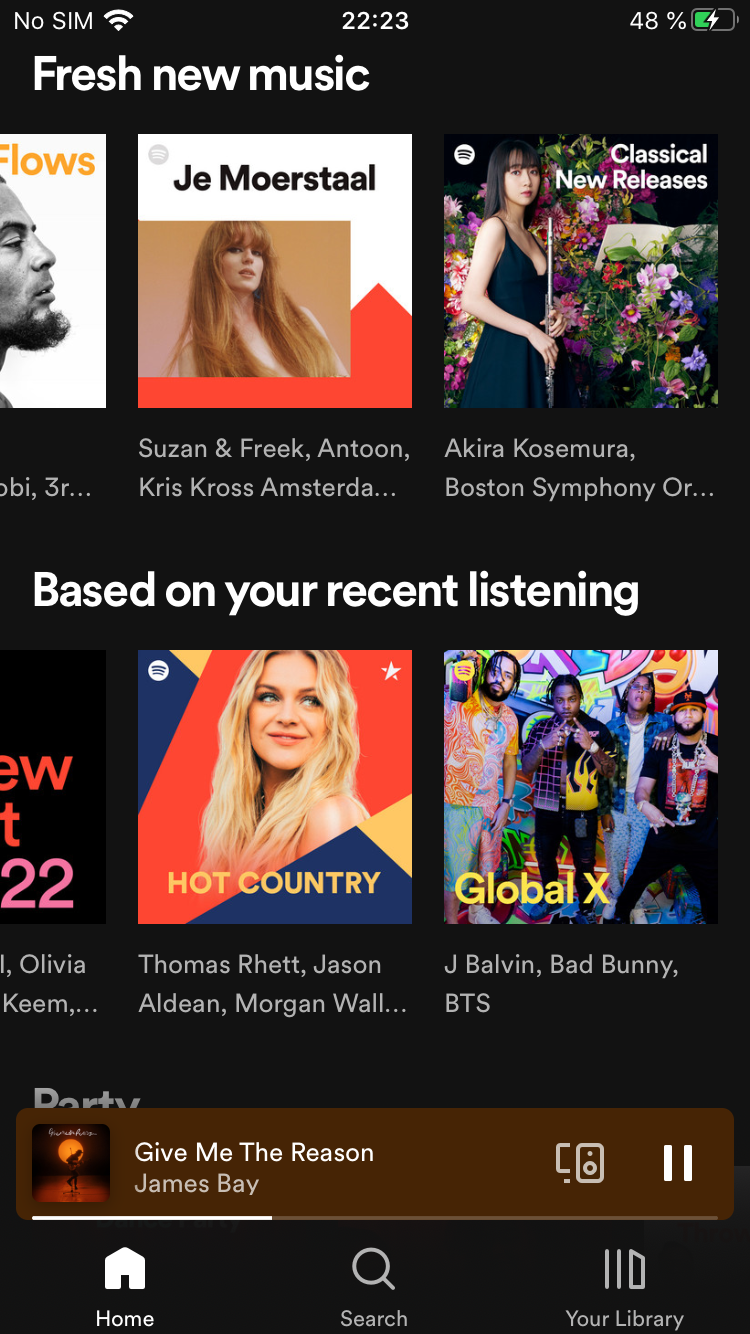 No SIM 22:23 48 %
Fresh new music
Flows
Je Moerstaal
Classical
New Releases
obi, 3r...
Suzan & Freek, Antoon,
Kris Kross Amsterda...
Akira Kosemura,
Boston Symphony Or...
Based on your recent listening
ew
t
22
HOT COUNTRY
Global X
l, Olivia
Keem,...
Thomas Rhett, Jason
Aldean, Morgan Wall...
J Balvin, Bad Bunny,
BTS
Party
Give Me The Reason
James Bay
Home
Search
Your Library